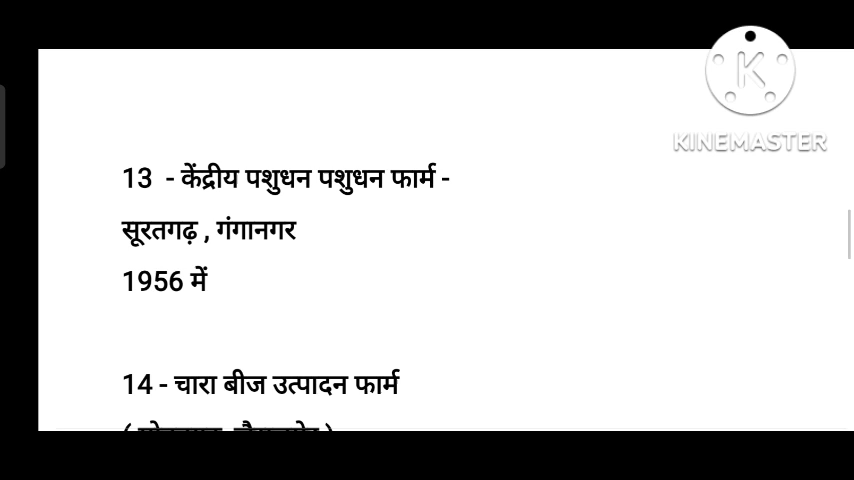 KINEMASTER
13 - केंद्रीय पशुधन पशुधन फार्म -
सूरतगढ़ , गंगानगर
1956 में
14 - चारा बीज उत्पादन फार्म